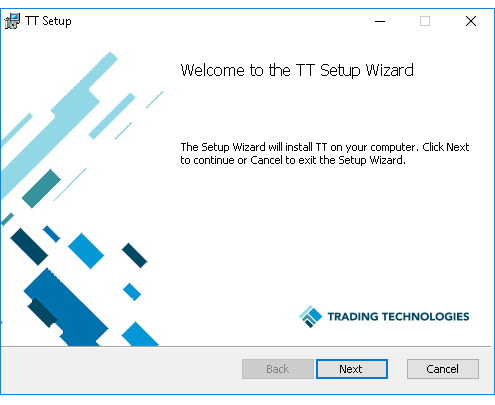 TT Setup
Welcome to the TT Setup Wizard
The Setup Wizard will install TT on your computer. Click Next
to continue or Cancel to exit the Setup Wizard.
TRADING TECHNOLOGIES
Back Next Cancel